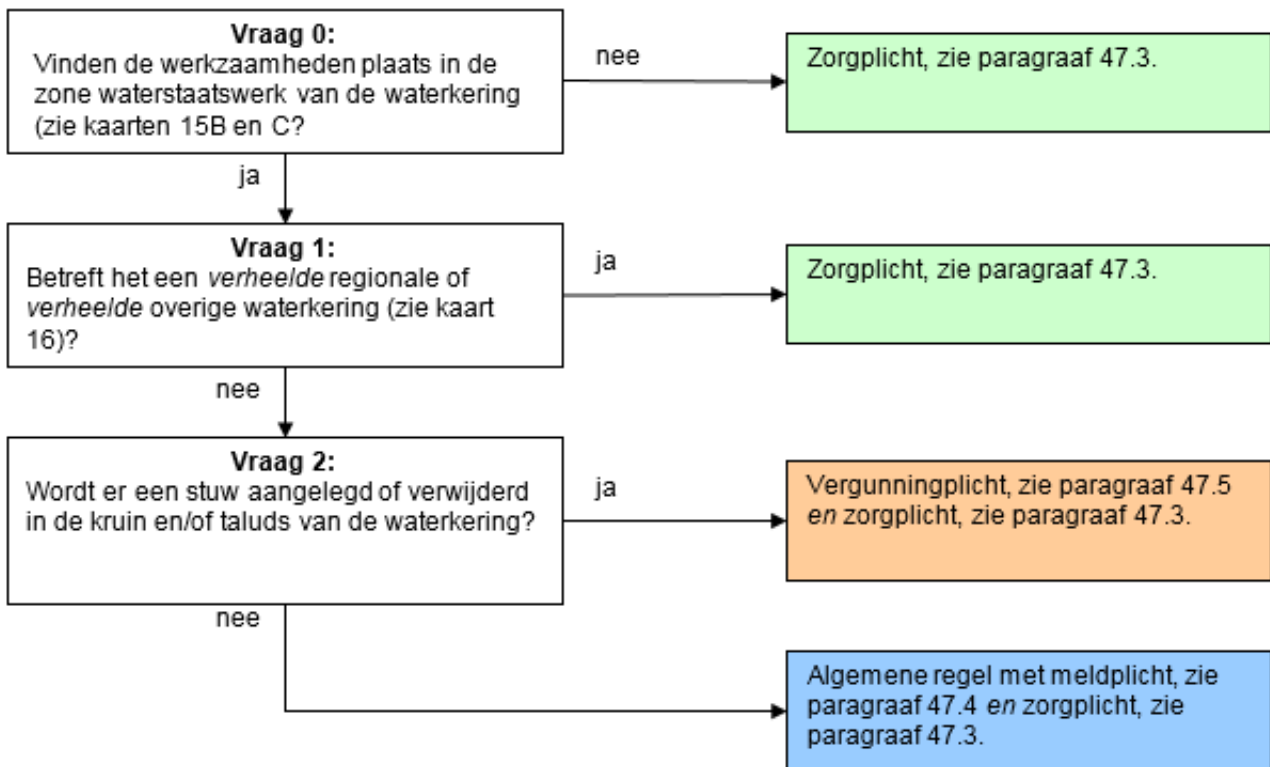 Vraag 0:
Vinden de werkzaamheden plaats in de
zone waterstaatswerk van de waterkering
(zie kaarten 15B en C?
nee
Zorgplicht, zie paragraaf 47.3.
ja
Vraag 1:
Betreft het een verheelde regionale of
verheelde overige waterkering (zie kaart
16)?
ja
Zorgplicht, zie paragraaf 47.3.
nee
Vraag 2:
Wordt er een stuw aangelegd of verwijderd
in de kruin en/of taluds van de waterkering?
ja
Vergunningplicht, zie paragraaf 47.5
en zorgplicht, zie paragraaf 47.3.
nee
Algemene regel met meldplicht, zie
paragraaf 47.4 en zorgplicht, zie
paragraaf 47.3.